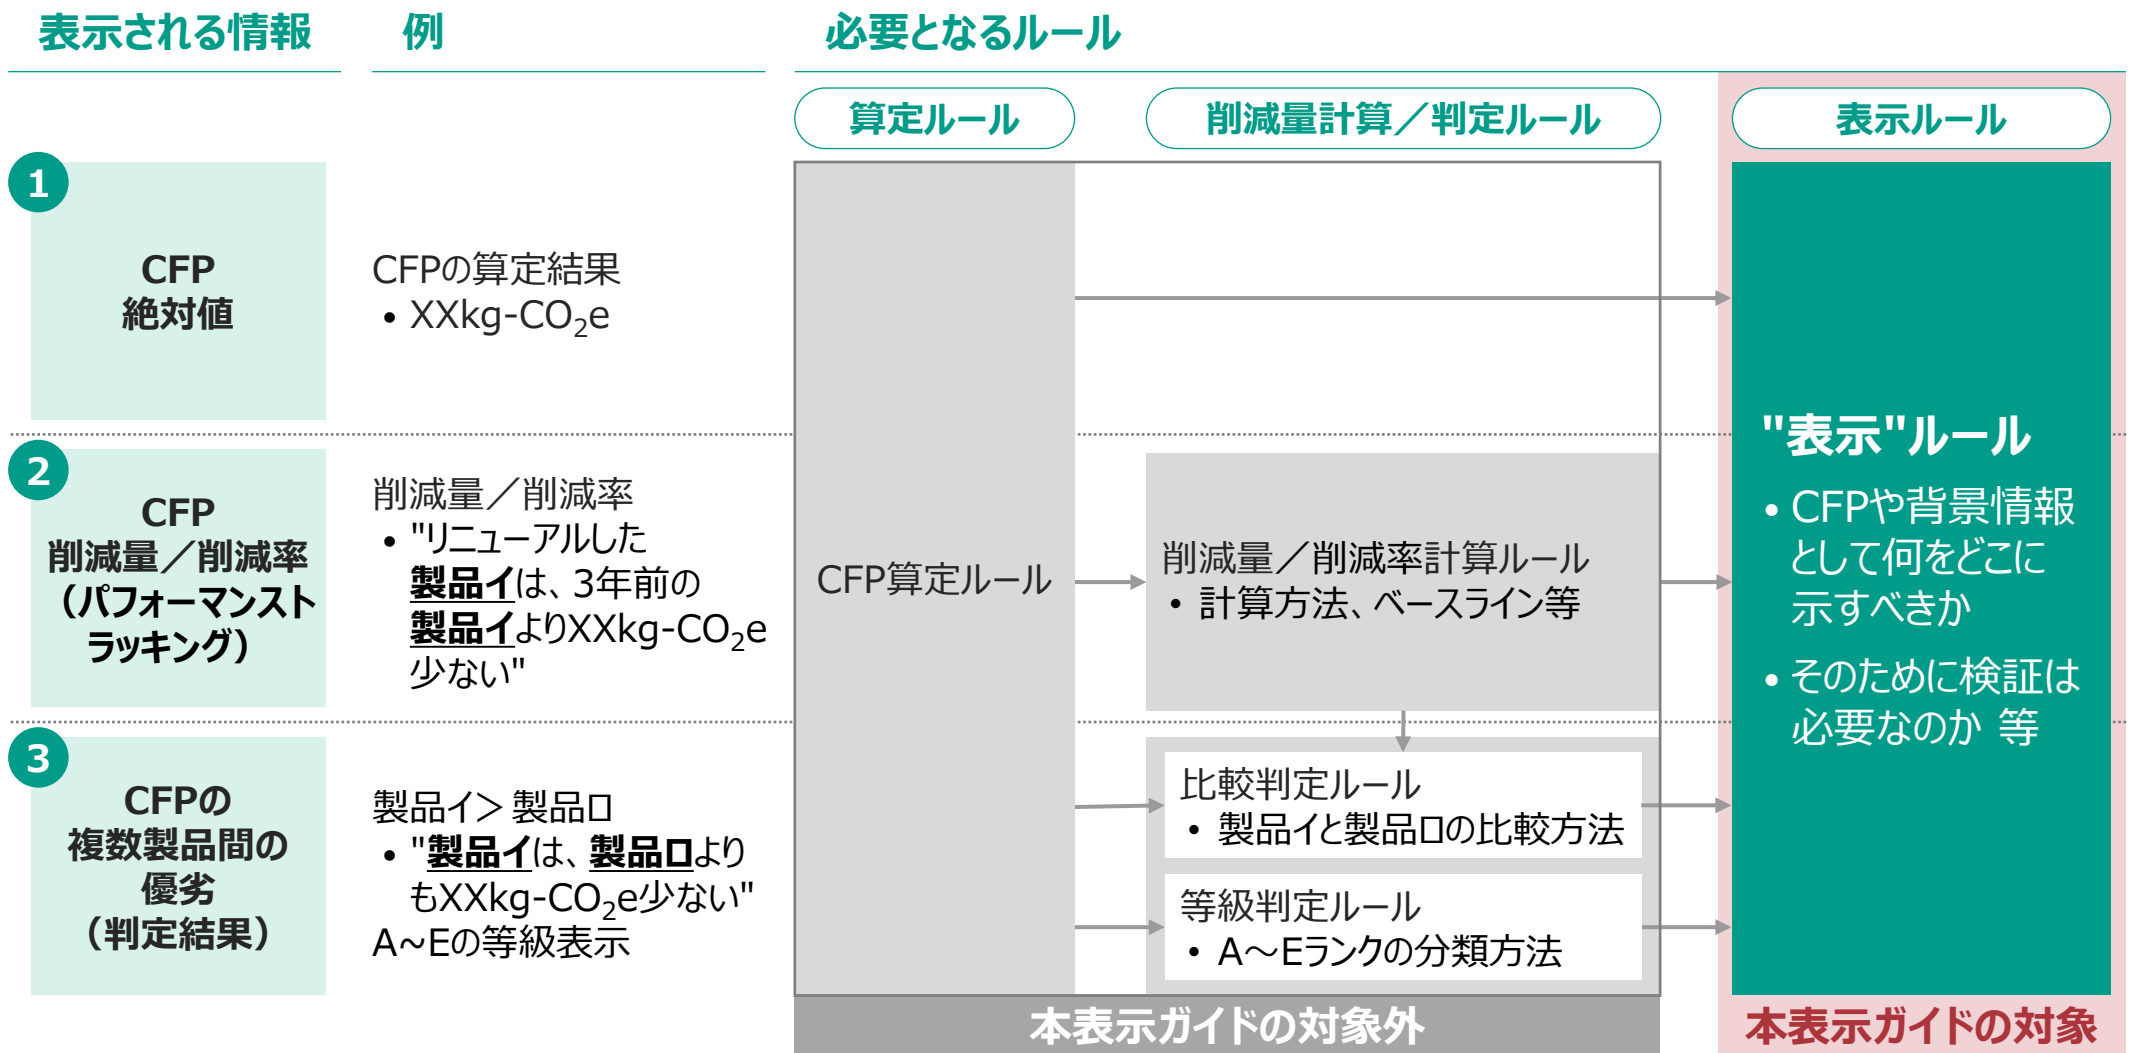 表示される情報
例
必要となるルール
算定ルール
削減量計算／判定ルール
表示ルール
1
CFP
絶対値
CFPの算定結果
• XXkg-CO₂e
2
CFP
削減量／削減率
（パフォーマンスト
ラッキング）
削減量／削減率
• "リニューアルした
製品イは、3年前の
製品イよりXXkg-CO₂e
少ない"
CFP算定ルール
削減量／削減率計算ルール
• 計算方法、ベースライン等
3
CFPの
複数製品間の
優劣
（判定結果）
製品イ＞製品ロ
• "製品イは、製品ロより
もXXkg-CO₂e少ない"
A~Eの等級表示
比較判定ルール
• 製品イと製品ロの比較方法
等級判定ルール
• A～Eランクの分類方法
"表示"ルール
• CFPや背景情報
として何をどこに
示すべきか
• そのために検証は
必要なのか 等
本表示ガイドの対象外
本表示ガイドの対象